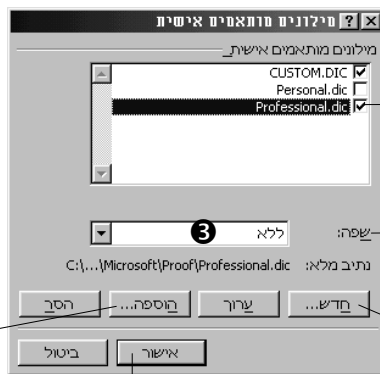 מילונים מותאמים אישית
מילונים מותאמים אישית
CUSTOM.DIC
Personal.dic
Professional.dic
שפה: ללא ❸
נתיב מלא: C:\...\Microsoft\Proof\Professional.dic
חדש... ערוך הוספה... הסר
אישור ביטול